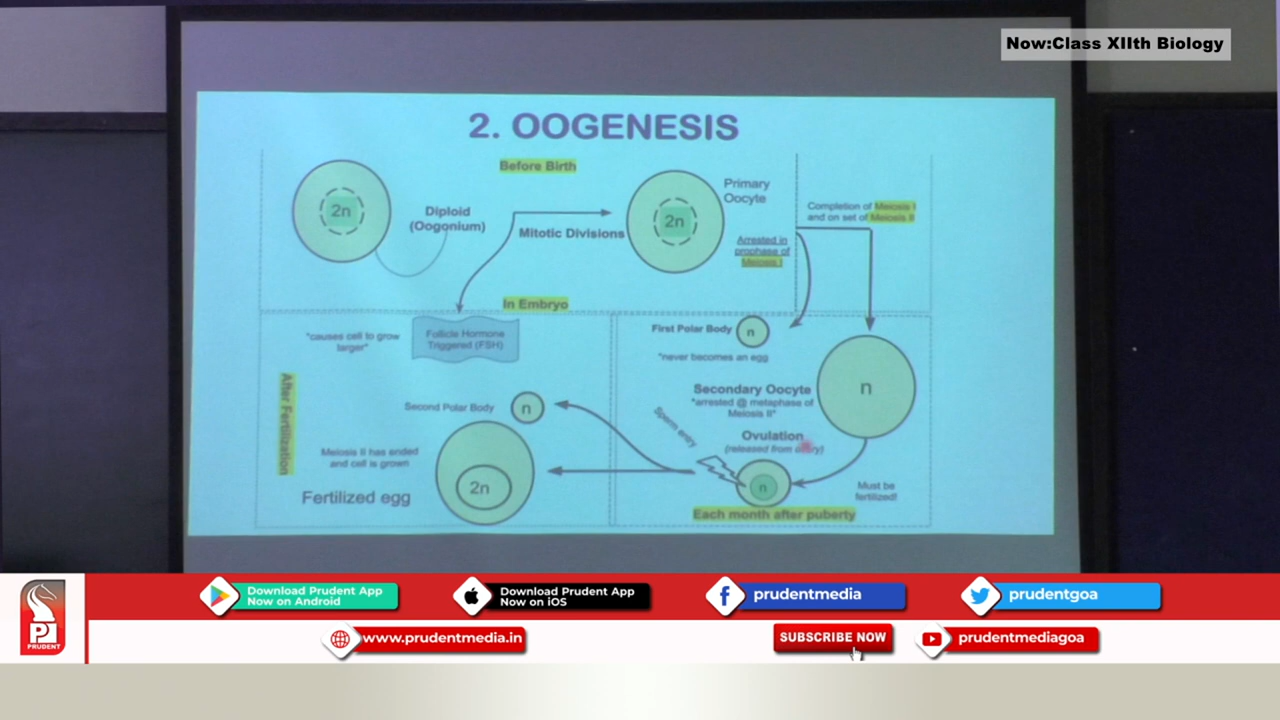 Now:Class XIIth Biology
2. OOGENESIS
Before Birth
2n
Diploid
(Oogonium)
Mitotic Divisions
2n
Primary
Oocyte
Arrested in
prophase of
Meiosis I
Completion of Meiosis I
and on set of Meiosis II
In Embryo
"causes cell to grow
larger"
Follicle Hormone
Triggered (FSH)
First Polar Body
n
*never becomes an egg
n
Secondary Oocyte
*arrested @ metaphase of
Meiosis II"
After Fertilization
Second Polar Body
n
Sperm entry
Ovulation
(released from ovary)
Meiosis II has ended
and cell is grown
Fertilized egg
2n
n
Must be
fertilized!
Each month after puberty
Download Prudent App
Now on Android
Download Prudent App
Now on iOS
prudentmedia
prudentgoa
PRUDENT
www.prudentmedia.in
SUBSCRIBE NOW
prudentmediagoa